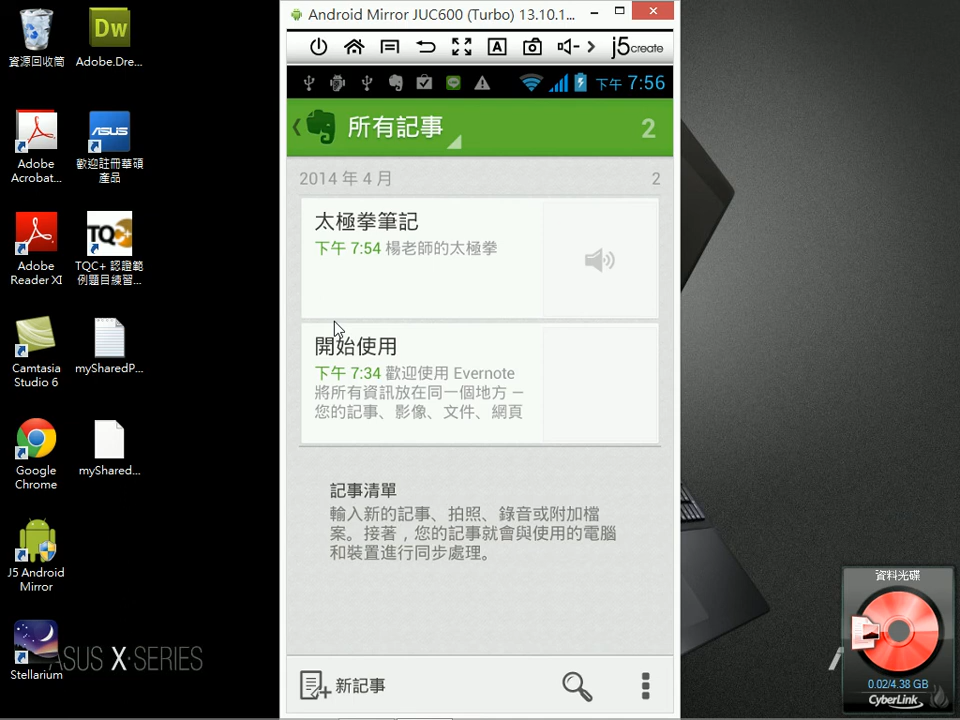 資源回收筒
Dw
Adobe.Dre...
Adobe
Acrobat...
ASUS
歡迎註冊華碩
產品
Adobe
Reader XI
TQC+
TQC+ 認證範
例題目練習...
Camtasia
Studio 6
mySharedP...
Google
Chrome
myShared...
J5 Android
Mirror
Stellarium
ASUS X-SERIES
Android Mirror JUC600 (Turbo) 13.10.1...
A
j5create
下午 7:56
所有記事
2
2014 年 4 月
2
太極拳筆記
下午 7:54 楊老師的太極拳
開始使用
下午 7:34 歡迎使用 Evernote
將所有資訊放在同一個地方 –
您的記事、影像、文件、網頁
記事清單
輸入新的記事、拍照、錄音或附加檔
案。接著，您的記事就會與使用的電腦
和裝置進行同步處理。
新記事
資料光碟
0.02/4.38 GB
CyberLink